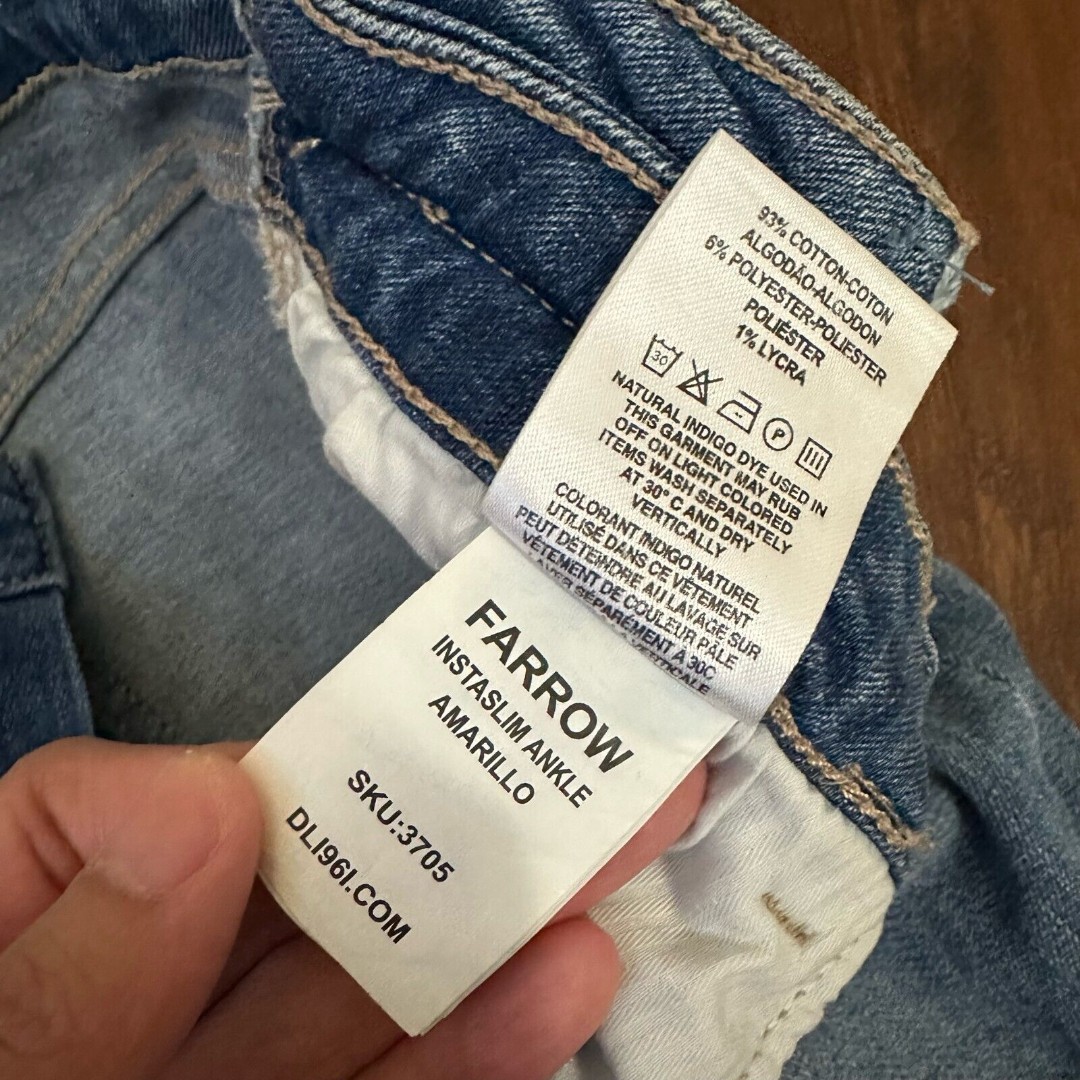 93% COTTON-COTON
ALGODÃO-ALGODON
6% POLYESTER-POLIESTER
POLIÉSTER
1% LYCRA
30
P
NATURAL INDIGO DYE USED IN
THIS GARMENT MAY RUB
OFF ON LIGHT COLORED
ITEMS WASH SEPARATELY
AT 30° C AND DRY
VERTICALLY
COLORANT INDIGO NATUREL
UTILISÉ DANS CE VÊTEMENT
PEUT DÉTEINDRE AU LAVAGE SUR
VÊTEMENT DE COULEUR PÂLE
LAVER SÉPARÉMENT A 30C
VERTICALE
FARROW
INSTASLIM ANKLE
AMARILLO
SKU:3705
DLI96I.COM